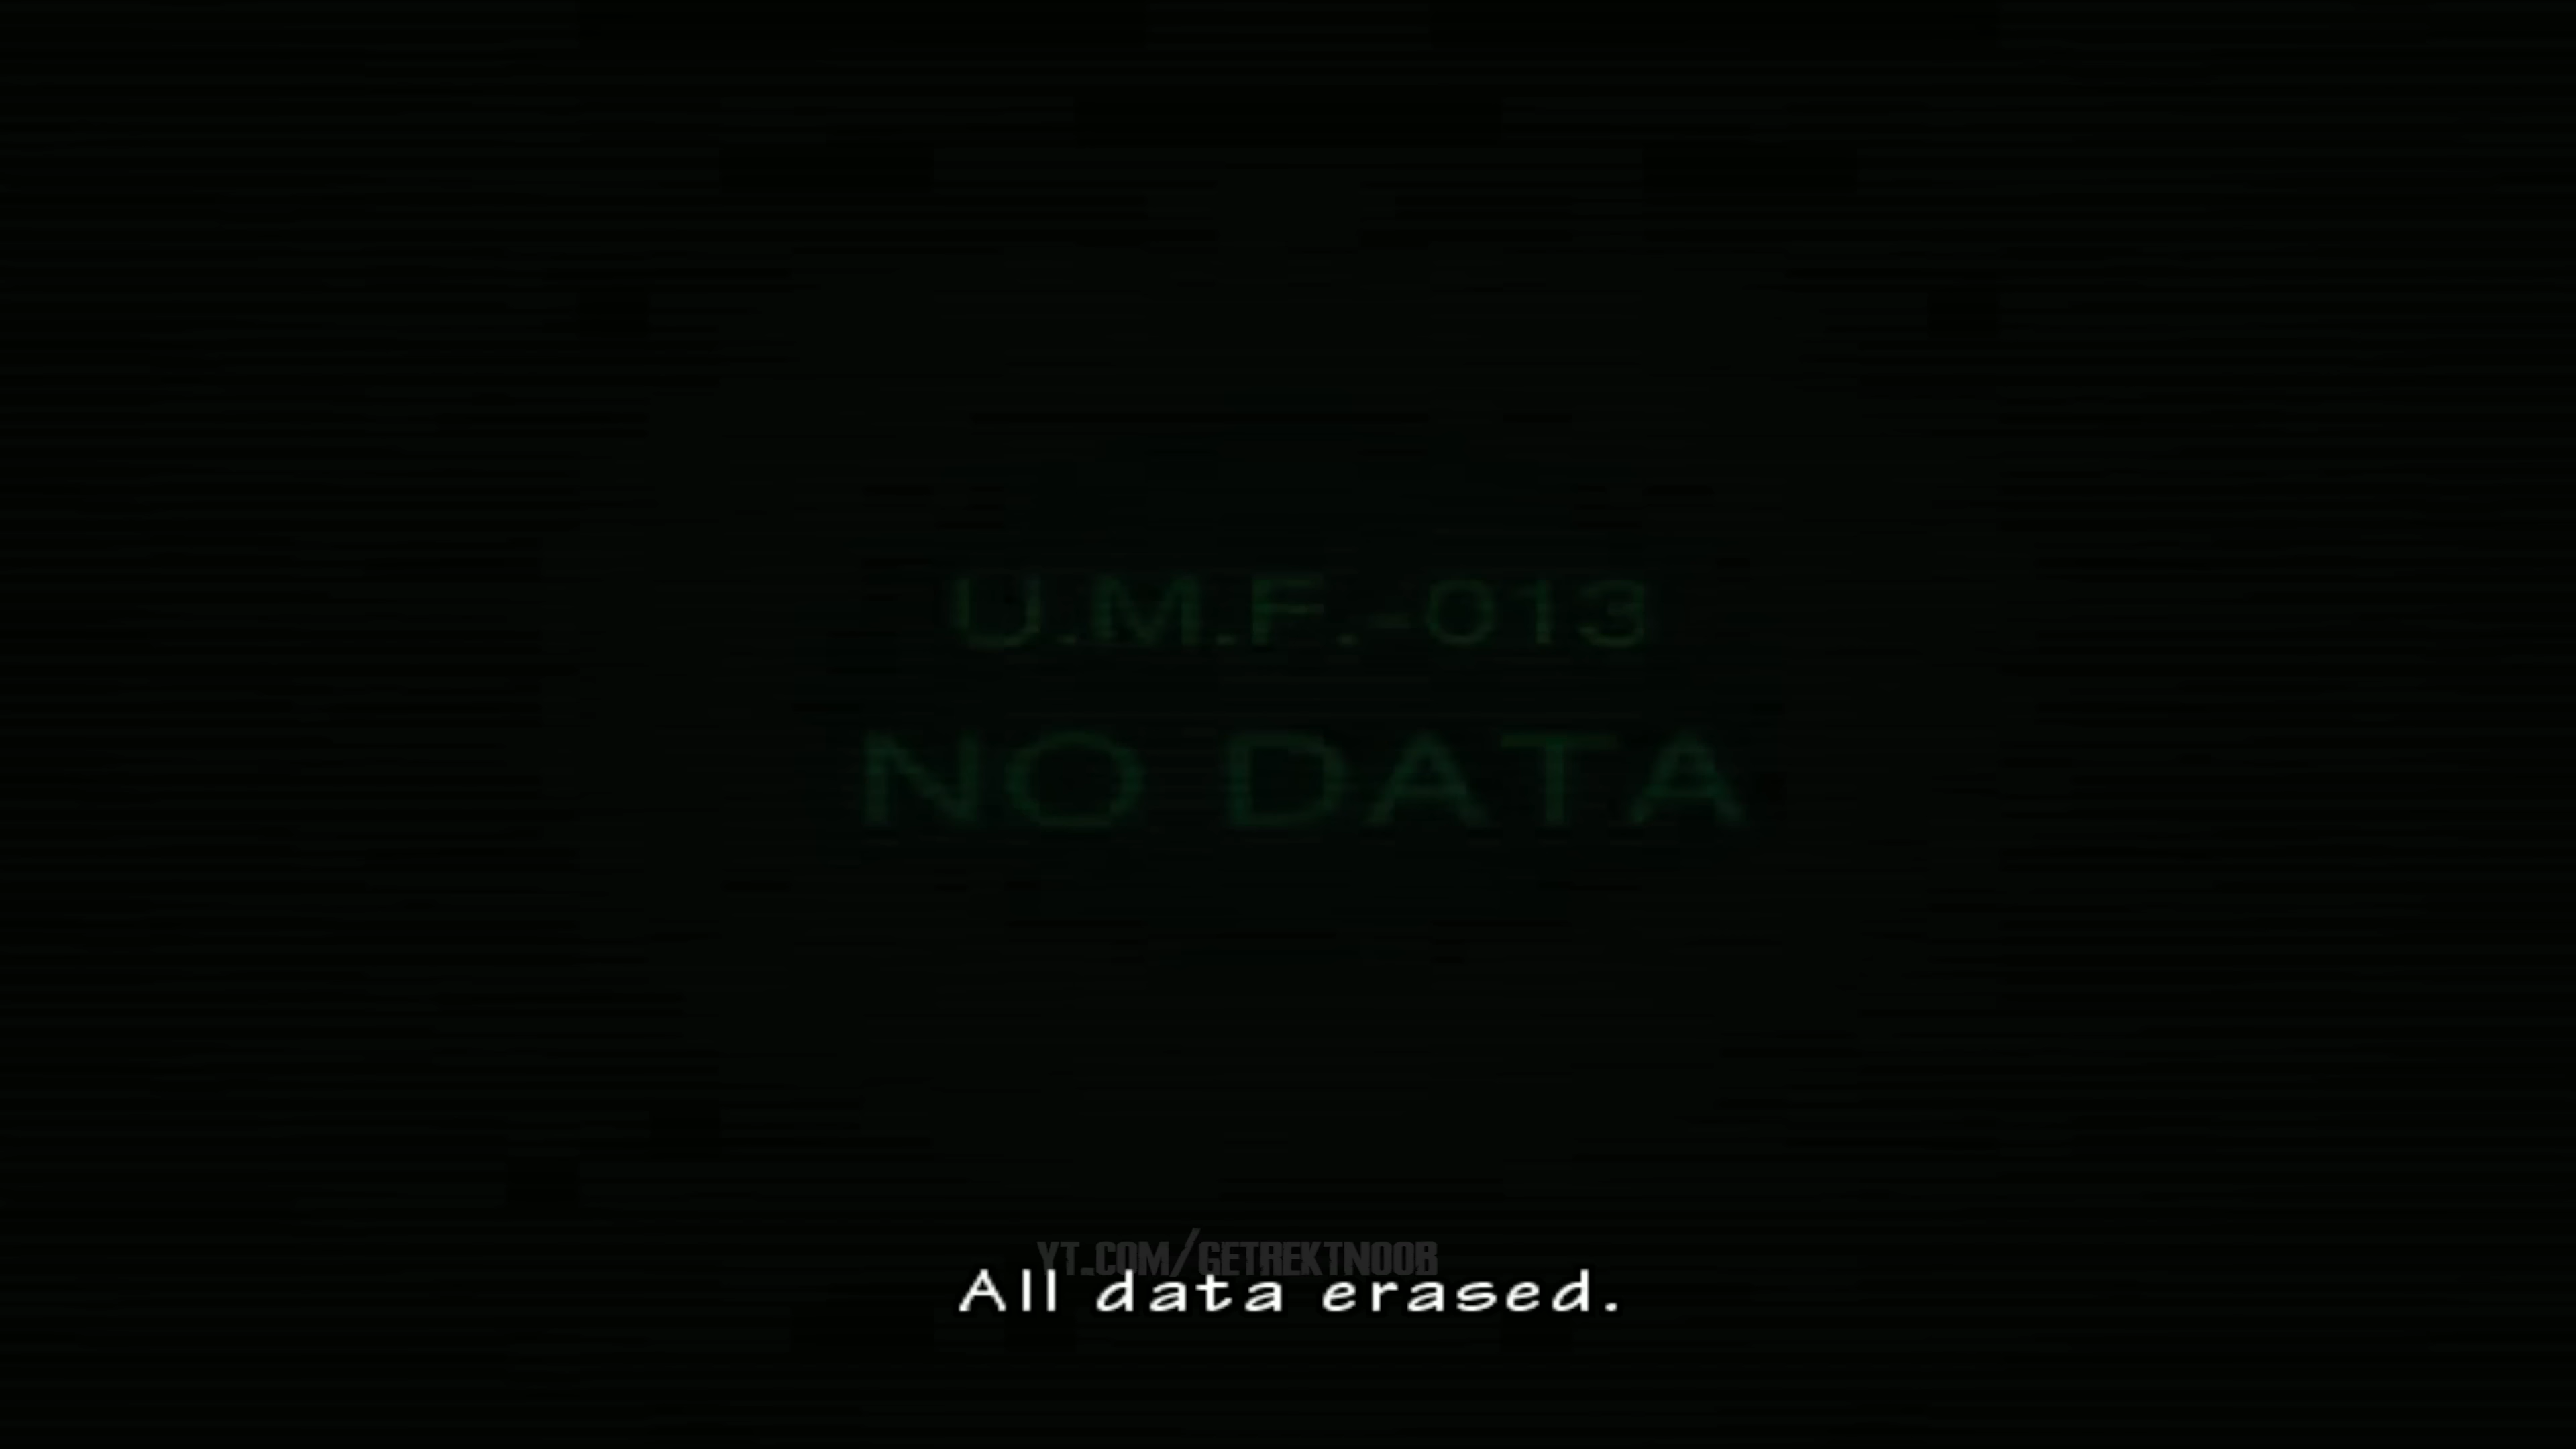 U.M.F.-013
NO DATA
YT.COM/GETREKTNOOB
All data erased.